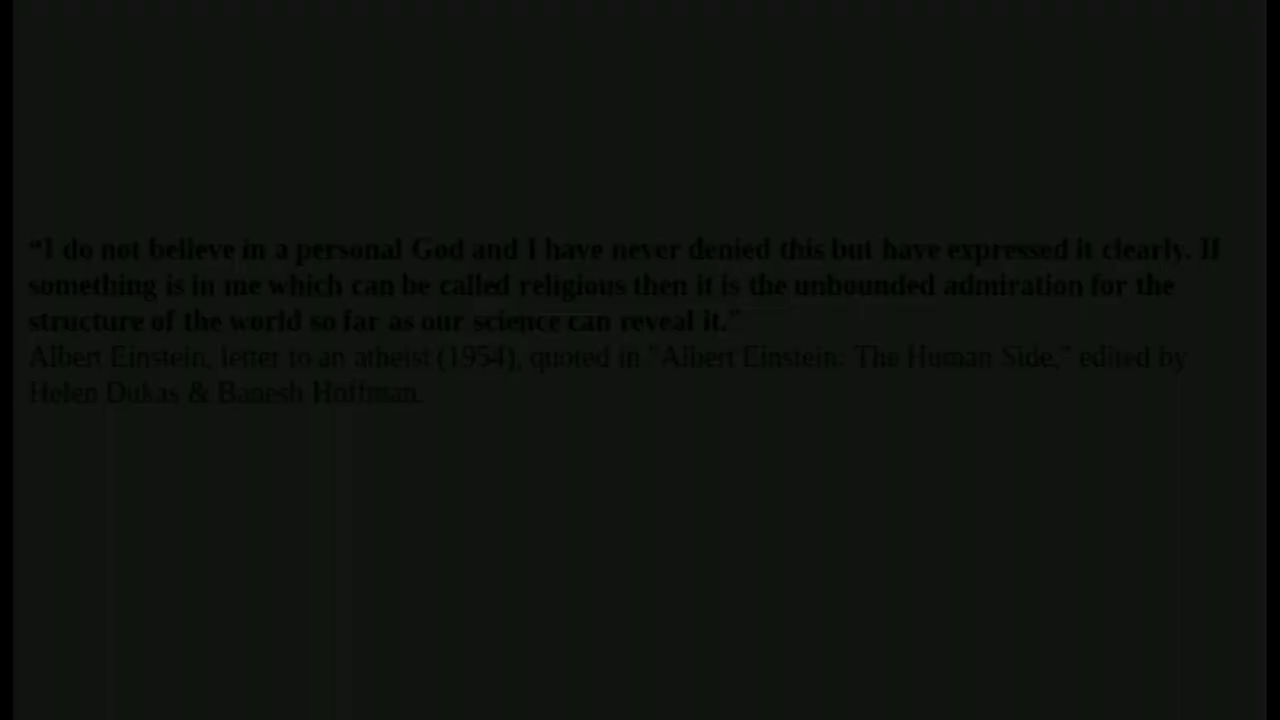 “I do not believe in a personal God and I have never denied this but have expressed it clearly. If
something is in me which can be called religious then it is the unbounded admiration for the
structure of the world so far as our science can reveal it.”
Albert Einstein, letter to an atheist (1954), quoted in "Albert Einstein: The Human Side," edited by
Helen Dukas & Banesh Hoffman.